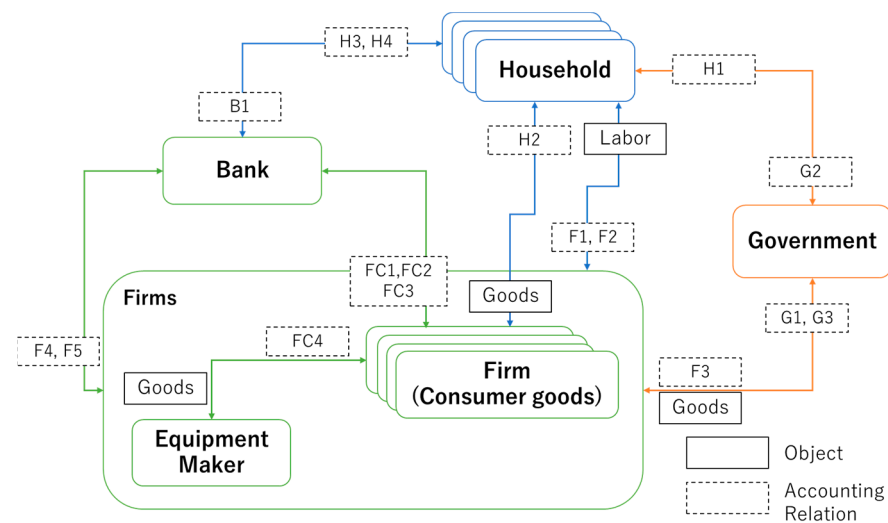 H3, H4
Household
H1
B1
H2
Labor
Bank
G2
F1, F2
Government
FC1,FC2
FC3
Firms
Goods
G1, G3
F4, F5
FC4
Goods
Firm
(Consumer goods)
F3
Goods
Equipment
Maker
Object
Accounting
Relation